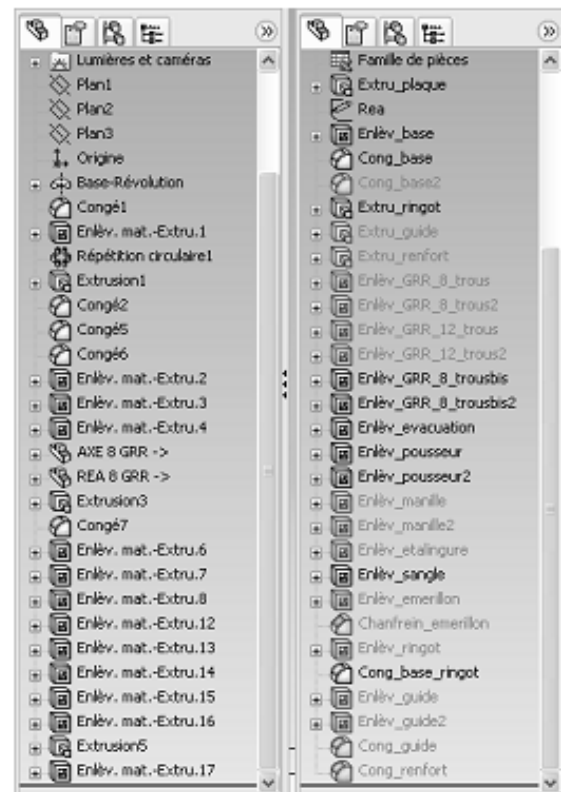 Lumières et caméras
Plan1
Plan2
Plan3
Origine
Base-Révolution
Congé1
Enlèv. mat.-Extru.1
Répétition circulaire1
Extrusion1
Congé2
Congé5
Congé6
Enlèv. mat.-Extru.2
Enlèv. mat.-Extru.3
Enlèv. mat.-Extru.4
AXE 8 GRR ->
REA 8 GRR ->
Extrusion3
Congé7
Enlèv. mat.-Extru.6
Enlèv. mat.-Extru.7
Enlèv. mat.-Extru.8
Enlèv. mat.-Extru.12
Enlèv. mat.-Extru.13
Enlèv. mat.-Extru.14
Enlèv. mat.-Extru.15
Enlèv. mat.-Extru.16
Extrusion5
Enlèv. mat.-Extru.17
Famille de pièces
Extru_plaque
Rea
Enlèv_base
Cong_base
Cong_base2
Extru_ringot
Extru_guide
Extru_renfort
Enlèv_GRR_8_trous
Enlèv_GRR_8_trous2
Enlèv_GRR_12_trous
Enlèv_GRR_12_trous2
Enlèv_GRR_8_trousbis
Enlèv_GRR_8_trousbis2
Enlèv_evacuation
Enlèv_pousseur
Enlèv_pousseur2
Enlèv_manille
Enlèv_manille2
Enlèv_etalingure
Enlèv_sangle
Enlèv_emerillon
Chanfrein_emerillon
Enlèv_ringot
Cong_base_ringot
Enlèv_guide
Enlèv_guide2
Cong_guide
Cong_renfort